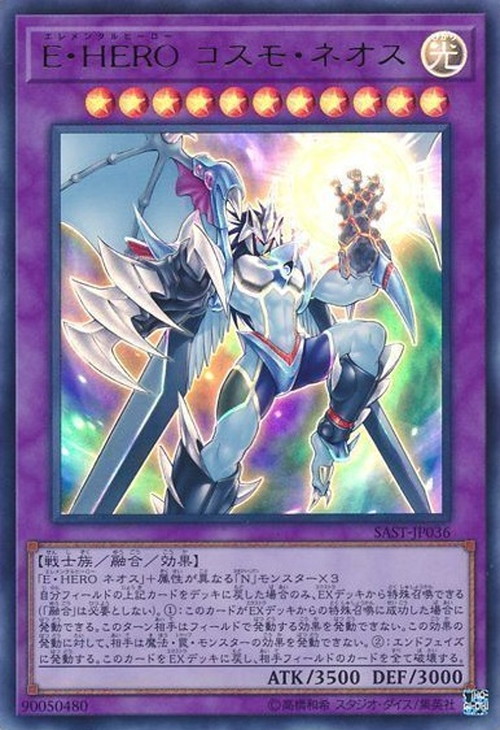 エレメンタルヒーロー
E・HERO コスモ・ネオス
ひかり
光
SAST-JP036
【戦士族／融合／効果】
「E・HERO ネオス」＋属性が異なる「N」モンスター×3
自分フィールドの上記カードをデッキに戻した場合のみ、EXデッキから特殊召喚できる
（「融合」は必要としない）。①：このカードがEXデッキからの特殊召喚に成功した場合に
発動できる。このターン相手はフィールドで発動する効果を発動できない。この効果の
発動に対して、相手は魔法・罠・モンスターの効果を発動できない。②：エンドフェイズ
に発動する。このカードをEXデッキに戻し、相手フィールドのカードを全て破壊する。
ATK/3500 DEF/3000
90050480 ©高橋和希 スタジオ・ダイス/集英社